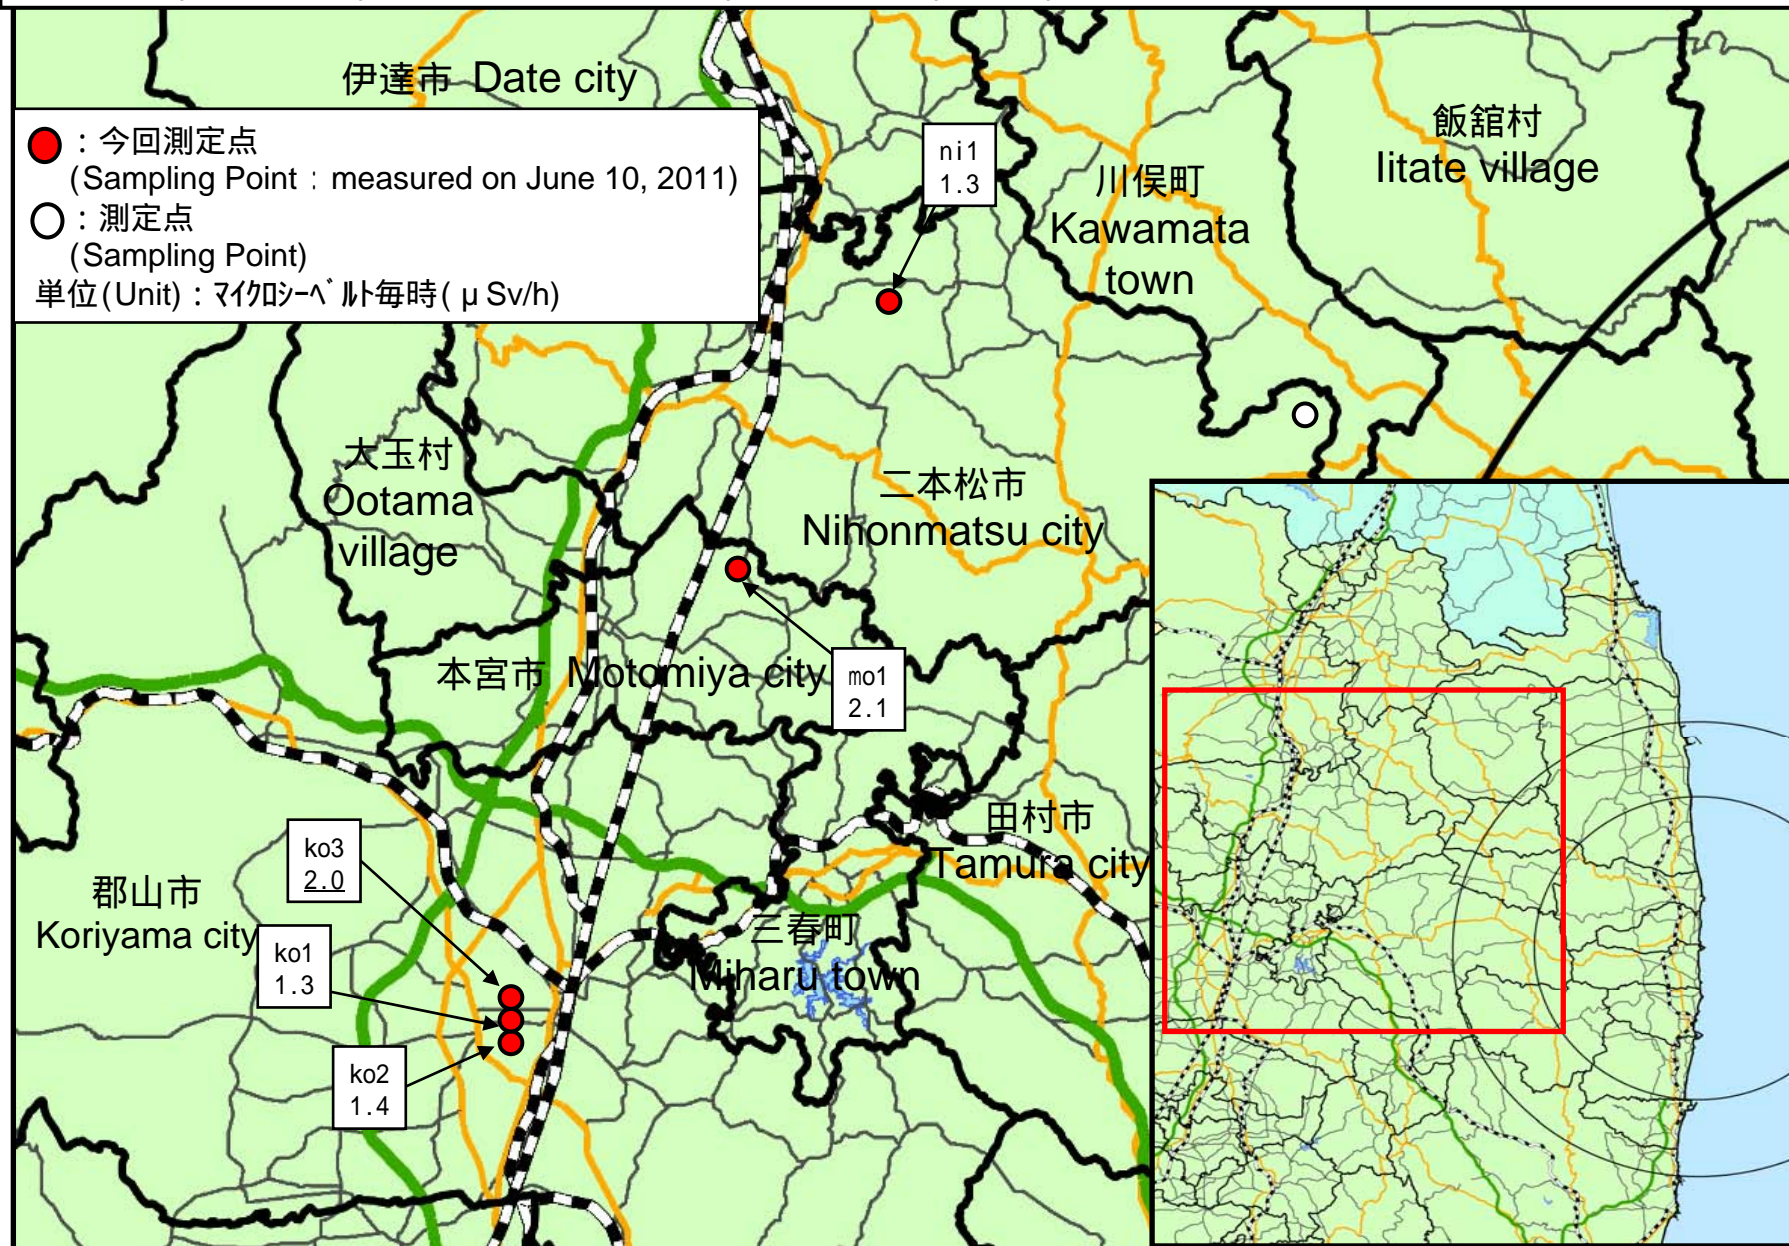 伊達市 Date city
：今回測定点
(Sampling Point : measured on June 10, 2011)
：測定点
(Sampling Point)
単位(Unit)：ﾏｲｸﾛｼｰﾍﾞﾙﾄ毎時( μ Sv/h)
ni1
1.3
川俣町
Kawamata
town
飯舘村
Iitate village
大玉村
Ootama
village
二本松市
Nihonmatsu city
本宮市 Motomiya city
mo1
2.1
田村市
Tamura city
ko3
2.0
郡山市
Koriyama city
ko1
1.3
三春町
Miharu town
ko2
1.4